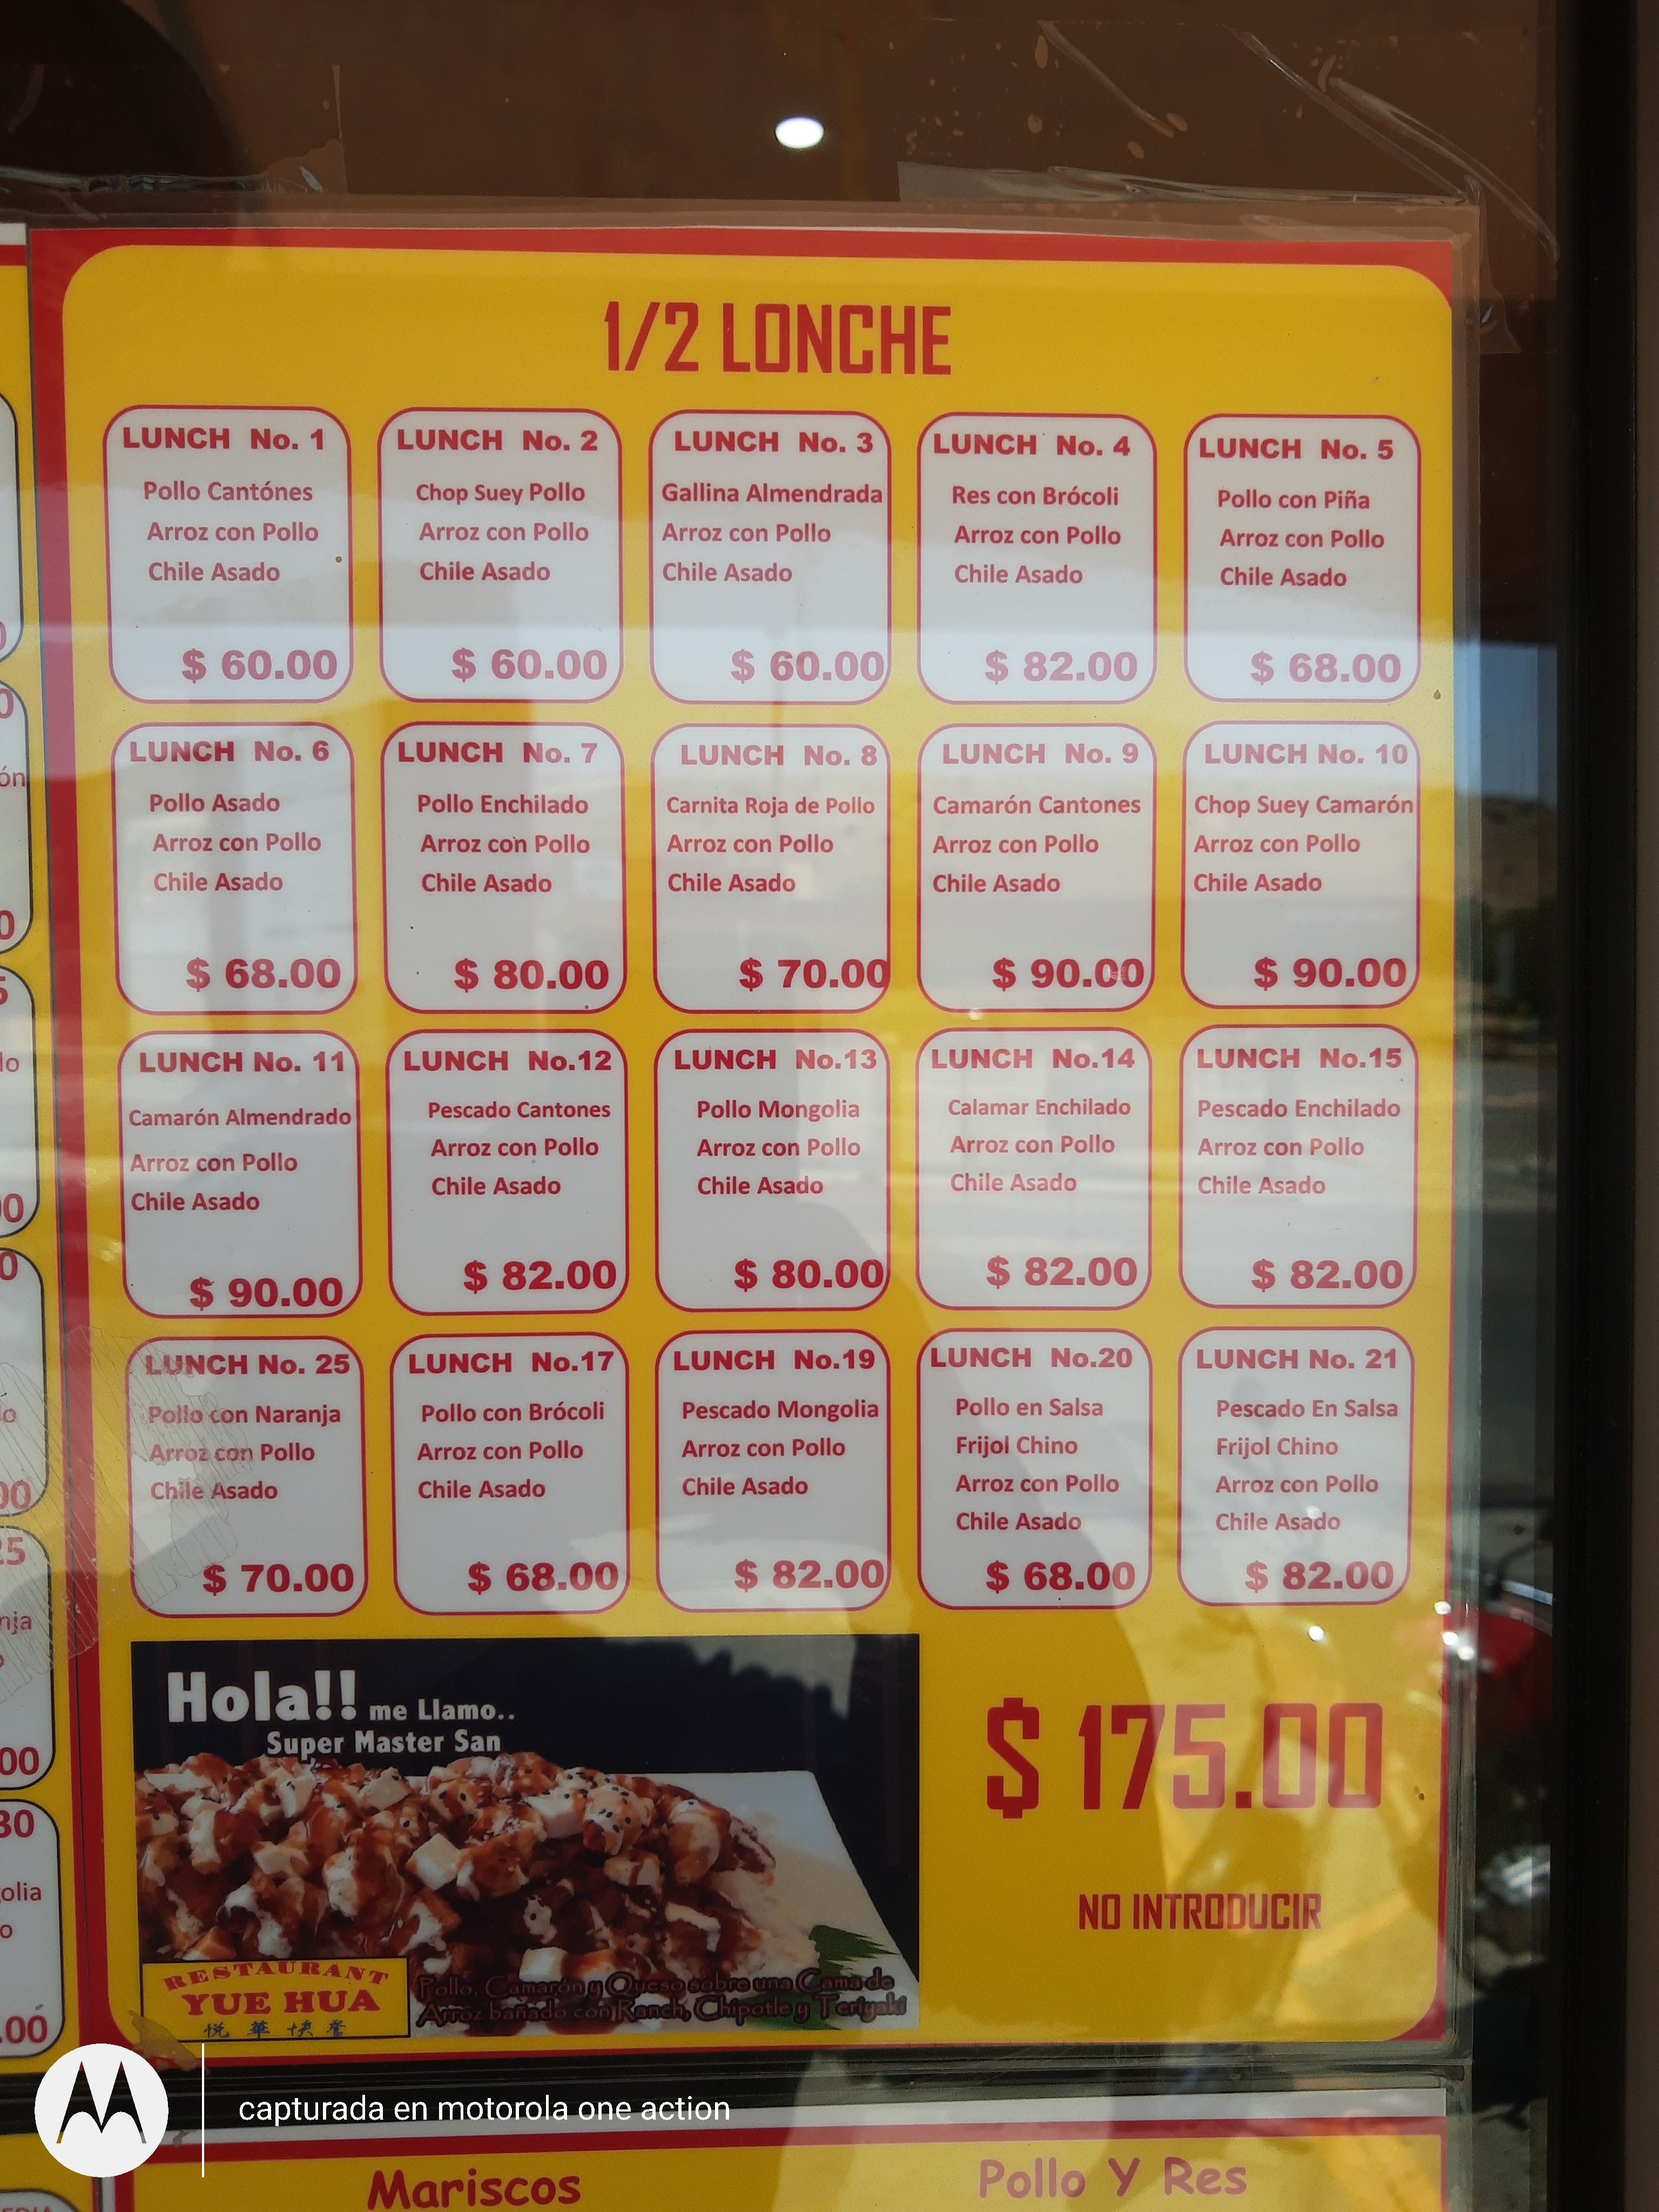 1/2 LONCHE
LUNCH No. 1
Pollo Cantónes
Arroz con Pollo
Chile Asado
$ 60.00
LUNCH No. 2
Chop Suey Pollo
Arroz con Pollo
Chile Asado
$ 60.00
LUNCH No. 3
Gallina Almendrada
Arroz con Pollo
Chile Asado
$ 60.00
LUNCH No. 4
Res con Brócoli
Arroz con Pollo
Chile Asado
$ 82.00
LUNCH No. 5
Pollo con Piña
Arroz con Pollo
Chile Asado
$ 68.00
LUNCH No. 6
Pollo Asado
Arroz con Pollo
Chile Asado
$ 68.00
LUNCH No. 7
Pollo Enchilado
Arroz con Pollo
Chile Asado
$ 80.00
LUNCH No. 8
Carnita Roja de Pollo
Arroz con Pollo
Chile Asado
$ 70.00
LUNCH No. 9
Camarón Cantones
Arroz con Pollo
Chile Asado
$ 90.00
LUNCH No. 10
Chop Suey Camarón
Arroz con Pollo
Chile Asado
$ 90.00
LUNCH No. 11
Camarón Almendrado
Arroz con Pollo
Chile Asado
$ 90.00
LUNCH No.12
Pescado Cantones
Arroz con Pollo
Chile Asado
$ 82.00
LUNCH No.13
Pollo Mongolia
Arroz con Pollo
Chile Asado
$ 80.00
LUNCH No.14
Calamar Enchilado
Arroz con Pollo
Chile Asado
$ 82.00
LUNCH No.15
Pescado Enchilado
Arroz con Pollo
Chile Asado
$ 82.00
LUNCH No. 25
Pollo con Naranja
Arroz con Pollo
Chile Asado
$ 70.00
LUNCH No.17
Pollo con Brócoli
Arroz con Pollo
Chile Asado
$ 68.00
LUNCH No.19
Pescado Mongolia
Arroz con Pollo
Chile Asado
$ 82.00
LUNCH No.20
Pollo en Salsa
Frijol Chino
Arroz con Pollo
Chile Asado
$ 68.00
LUNCH No. 21
Pescado En Salsa
Frijol Chino
Arroz con Pollo
Chile Asado
$ 82.00
Hola!! me Llamo..
Super Master San
$ 175.00
NO INTRODUCIR
RESTAURANT
YUE HUA
Pollo, Camarón y Queso sobre una Cama de
Arroz bañado con Ranch, Chipotle y Teriyaki
capturada en motorola one action
Mariscos
Pollo Y Res